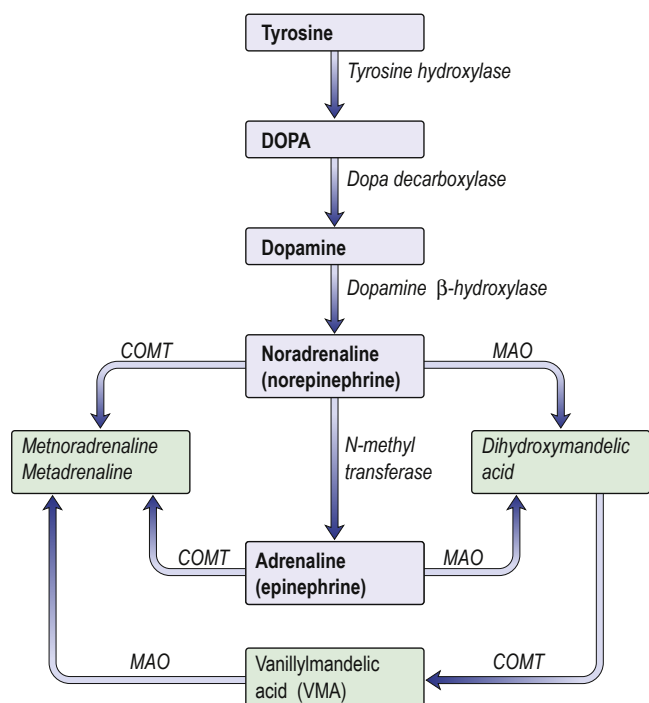 Tyrosine
Tyrosine hydroxylase
DOPA
Dopa decarboxylase
Dopamine
Dopamine β-hydroxylase
COMT
Noradrenaline
(norepinephrine)
MAO
Metnoradrenaline
Metadrenaline
N-methyl
transferase
Dihydroxymandelic
acid
COMT
Adrenaline
(epinephrine)
MAO
MAO
Vanillylmandelic
acid (VMA)
COMT